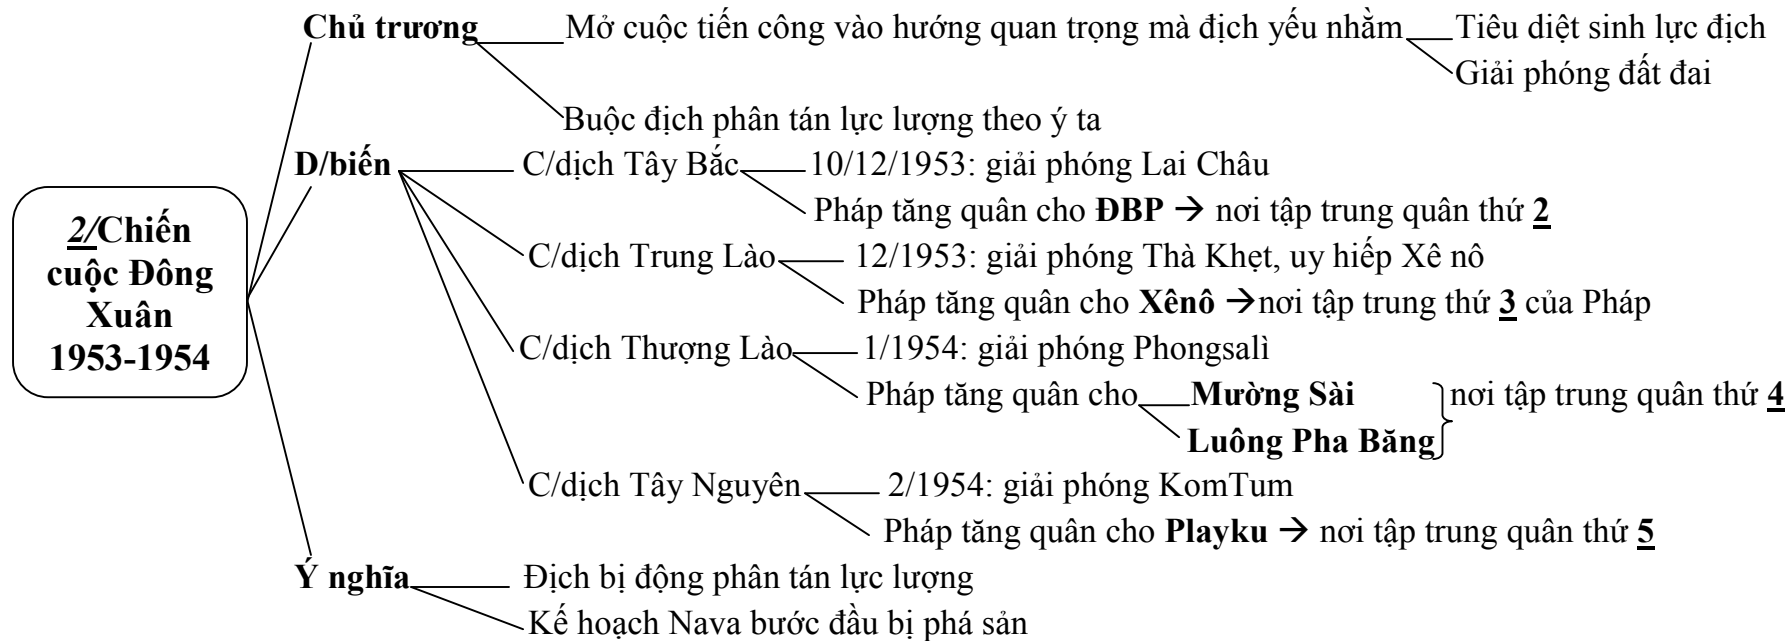 Chủ trương
Mở cuộc tiến công vào hướng quan trọng mà địch yếu nhằm
Tiêu diệt sinh lực địch
Giải phóng đất đai
Buộc địch phân tán lực lượng theo ý ta
D/biến
C/dịch Tây Bắc
10/12/1953: giải phóng Lai Châu
Pháp tăng quân cho ĐBP → nơi tập trung quân thứ 2
2/Chiến
cuộc Đông
Xuân
1953-1954
C/dịch Trung Lào
12/1953: giải phóng Thà Khẹt, uy hiếp Xê nô
Pháp tăng quân cho Xênô →nơi tập trung thứ 3 của Pháp
C/dịch Thượng Lào
1/1954: giải phóng Phongsalì
Pháp tăng quân cho
Mường Sài
Luông Pha Băng
nơi tập trung quân thứ 4
C/dịch Tây Nguyên
2/1954: giải phóng KomTum
Pháp tăng quân cho Playku → nơi tập trung quân thứ 5
Ý nghĩa
Địch bị động phân tán lực lượng
Kế hoạch Nava bước đầu bị phá sản